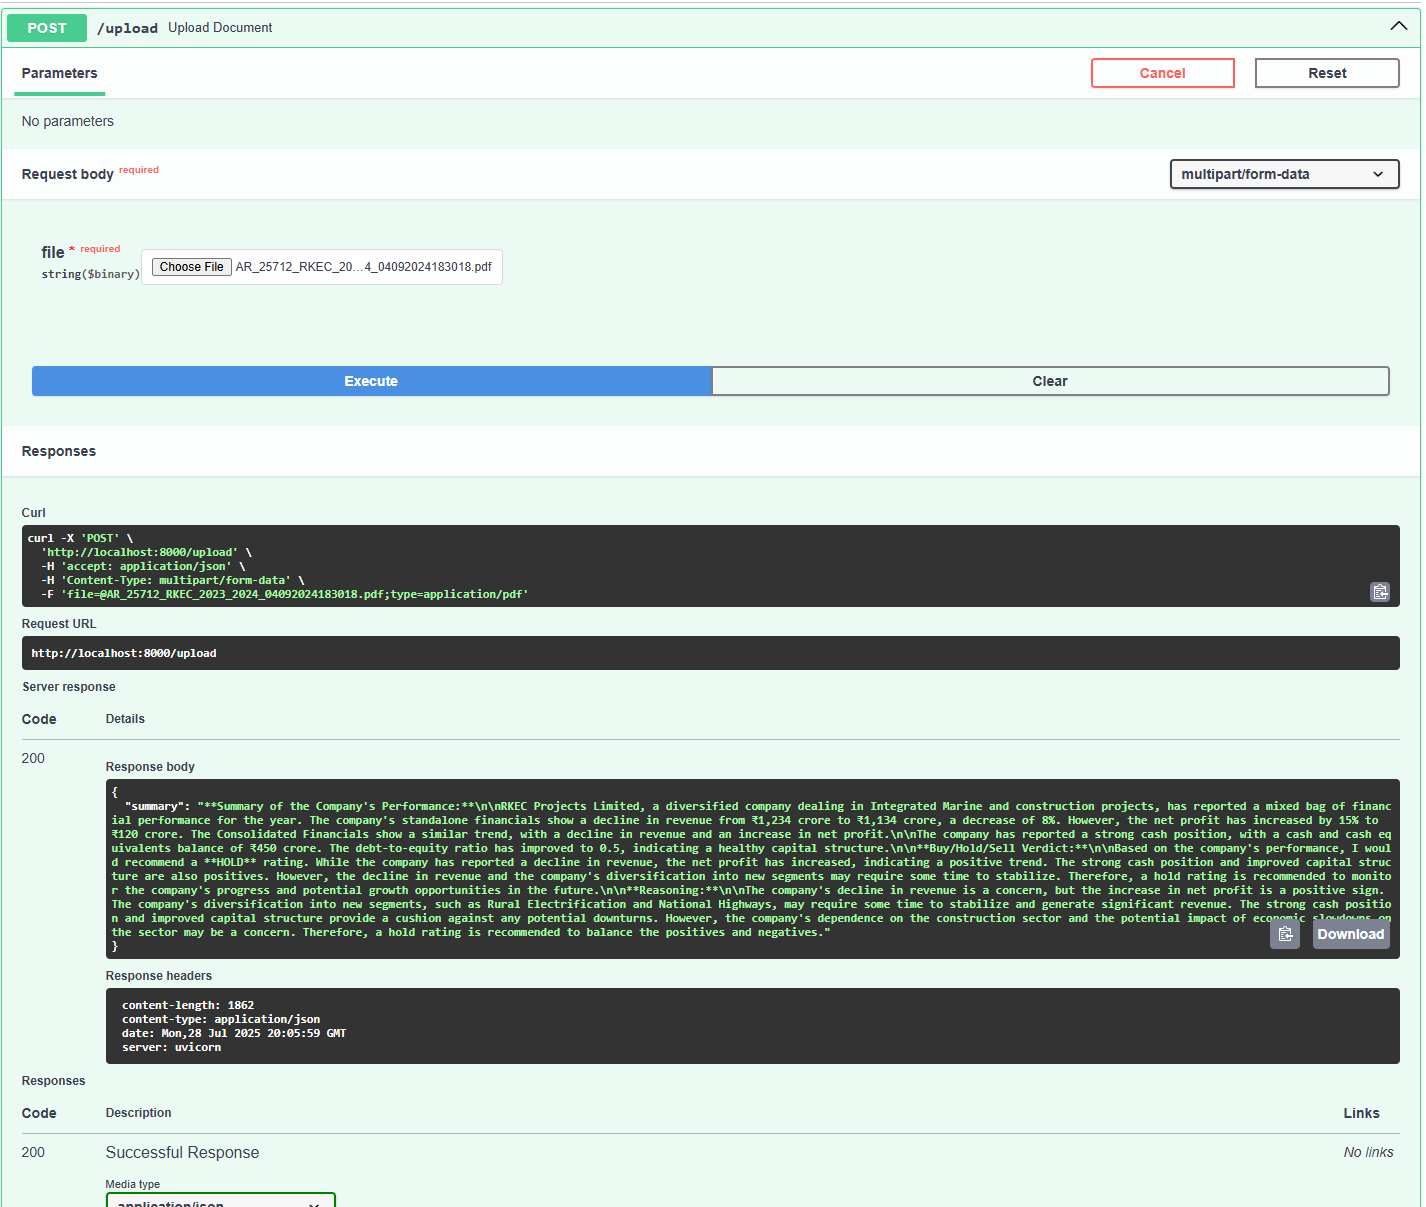 POST /upload Upload Document
Parameters
Cancel
Reset
No parameters
Request body required
multipart/form-data
file * required
string($binary)
Choose File AR_25712_RKEC_20…4_04092024183018.pdf
Execute
Clear
Responses
Curl
curl -X 'POST' \
  'http://localhost:8000/upload' \
  -H 'accept: application/json' \
  -H 'Content-Type: multipart/form-data' \
  -F 'file=@AR_25712_RKEC_2023_2024_04092024183018.pdf;type=application/pdf'
Request URL
http://localhost:8000/upload
Server response
Code Details
200
Response body
{
  "summary": "**Summary of the Company's Performance:**\n\nRKEC Projects Limited, a diversified company dealing in Integrated Marine and construction projects, has reported a mixed bag of financ
ial performance for the year. The company's standalone financials show a decline in revenue from ₹1,234 crore to ₹1,134 crore, a decrease of 8%. However, the net profit has increased by 15% to
₹120 crore. The Consolidated Financials show a similar trend, with a decline in revenue and an increase in net profit.\n\nThe company has reported a strong cash position, with a cash and cash eq
uivalents balance of ₹450 crore. The debt-to-equity ratio has improved to 0.5, indicating a healthy capital structure.\n\n**Buy/Hold/Sell Verdict:**\n\nBased on the company's performance, I woul
d recommend a **HOLD** rating. While the company has reported a decline in revenue, the net profit has increased, indicating a positive trend. The strong cash position and improved capital struc
ture are also positives. However, the decline in revenue and the company's diversification into new segments may require some time to stabilize. Therefore, a hold rating is recommended to monito
r the company's progress and potential growth opportunities in the future.\n\n**Reasoning:**\n\nThe company's decline in revenue is a concern, but the increase in net profit is a positive sign.
The company's diversification into new segments, such as Rural Electrification and National Highways, may require some time to stabilize and generate significant revenue. The strong cash positio
n and improved capital structure provide a cushion against any potential downturns. However, the company's dependence on the construction sector and the potential impact of economic slowdowns on
the sector may be a concern. Therefore, a hold rating is recommended to balance the positives and negatives."
}
Download
Response headers
content-length: 1862
content-type: application/json
date: Mon,28 Jul 2025 20:05:59 GMT
server: uvicorn
Responses
Code Description Links
200 Successful Response No links
Media type
application/json